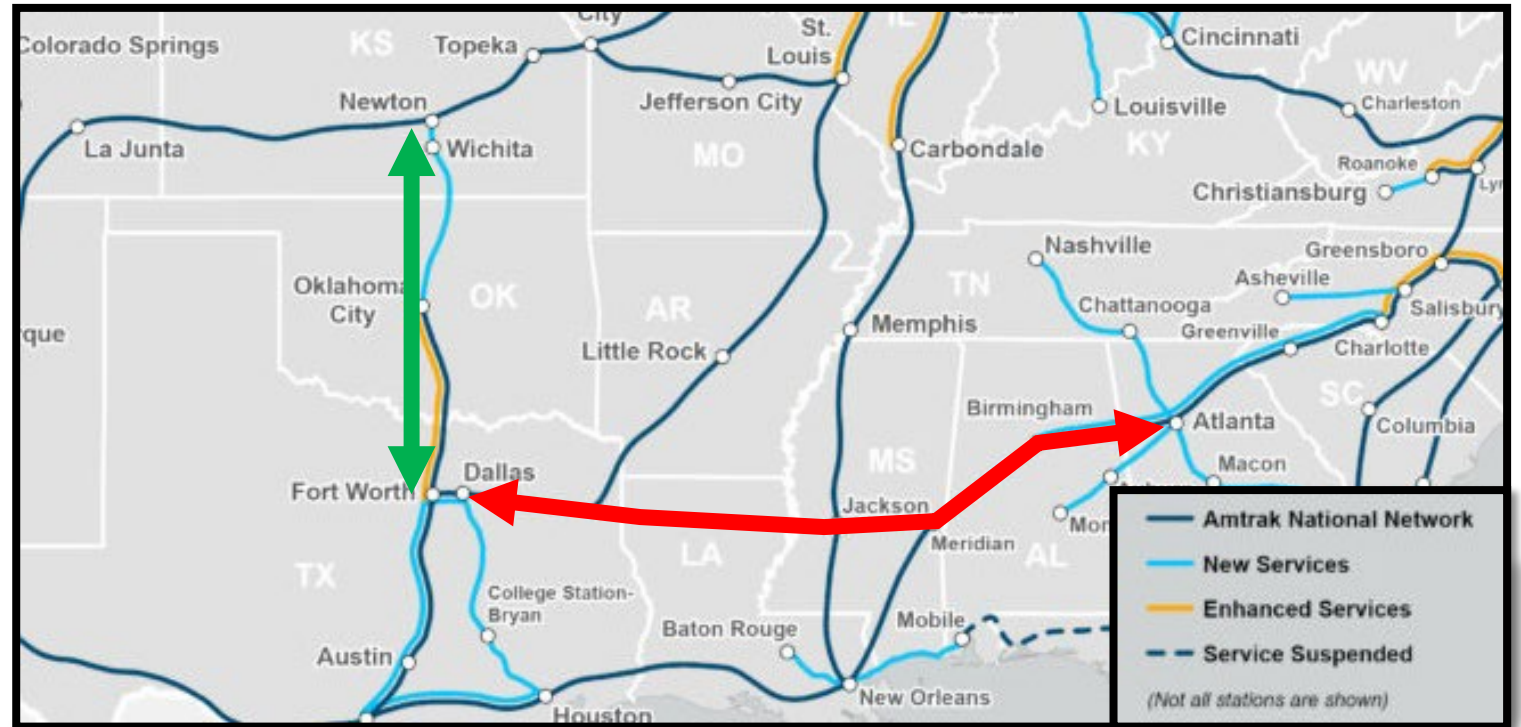 City
Colorado Springs
KS
Topeka
St.
Louis
IL
Cincinnati
WV
Newton
Jefferson City
Louisville
Charleston
La Junta
Wichita
MO
Carbondale
KY
Roanoke
Christiansburg
Nashville
Greensboro
Oklahoma
City
OK
AR
TN
Chattanooga
Asheville
Salisbury
Memphis
Greenville
Little Rock
Charlotte
SC
Birmingham
Atlanta
Columbia
Dallas
MS
Macon
Fort Worth
Jackson
Meridian
TX
LA
AL
College Station-
Bryan
Baton Rouge
Mobile
Austin
New Orleans
Houston
Amtrak National Network
New Services
Enhanced Services
Service Suspended
(Not all stations are shown)